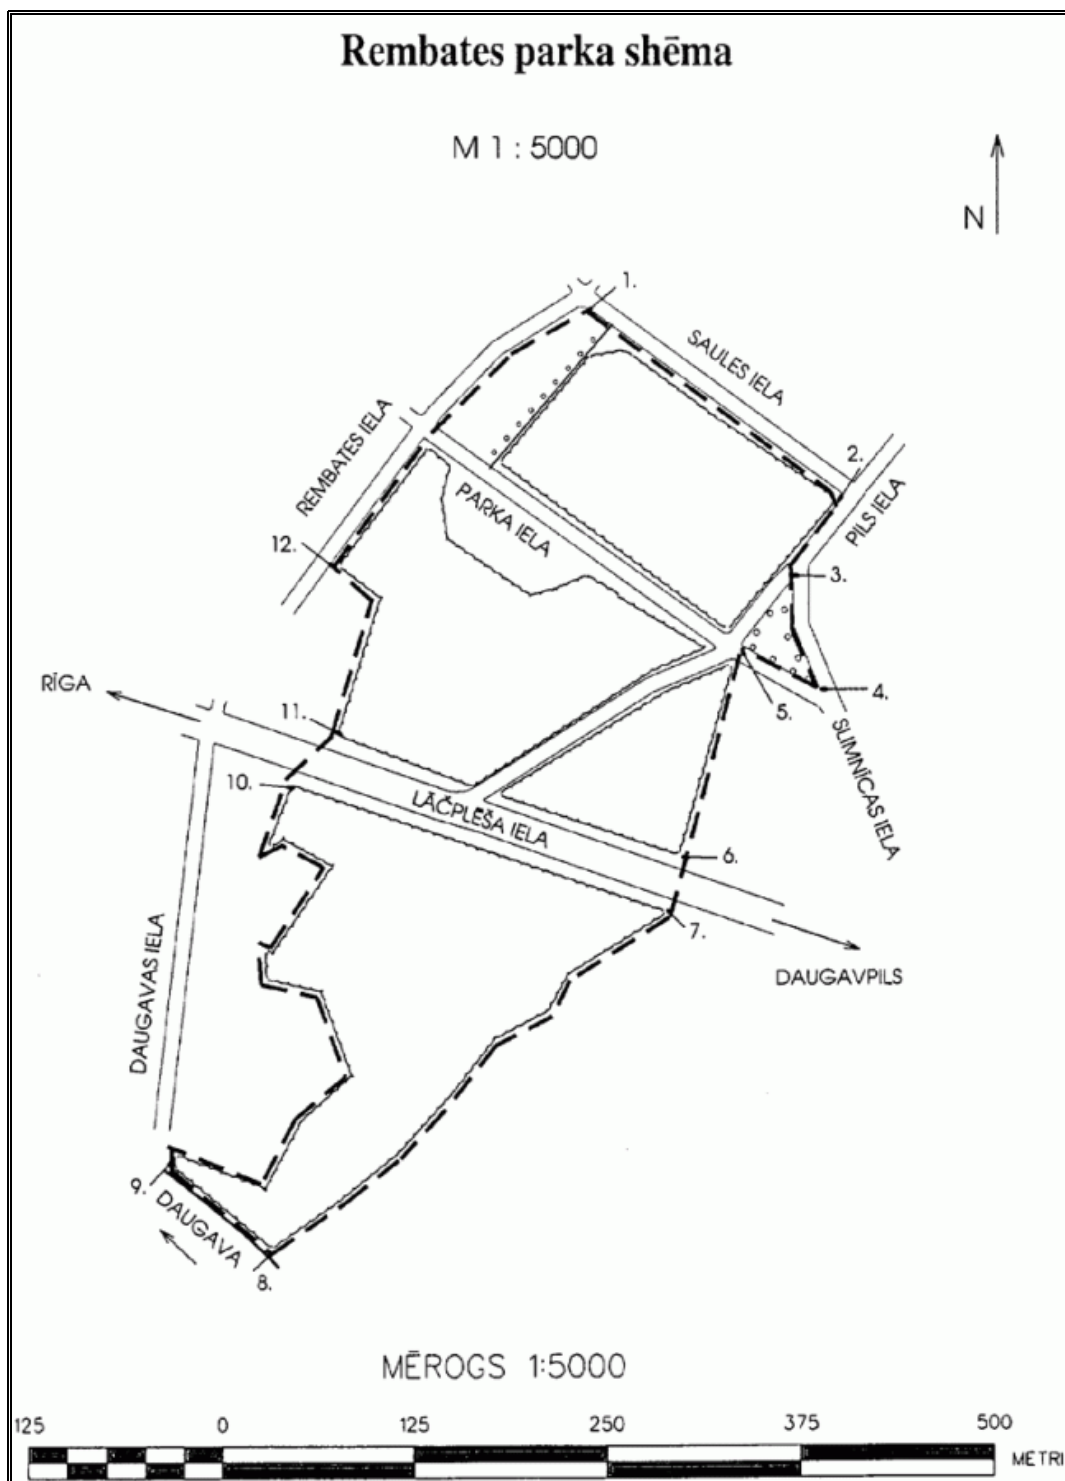 Rembates parka shēma
M 1 : 5000
N
1.
SAULES IELA
2.
REMBATES IELA
PARKA IELA
PILS IELA
12.
3.
RĪGA
4.
11.
5.
10.
LĀČPLĒŠA IELA
SLIMNĪCAS IELA
6.
7.
DAUGAVAS IELA
DAUGAVPILS
9.
DAUGAVA
8.
MĒROGS 1:5000
125 0 125 250 375 500
METRI